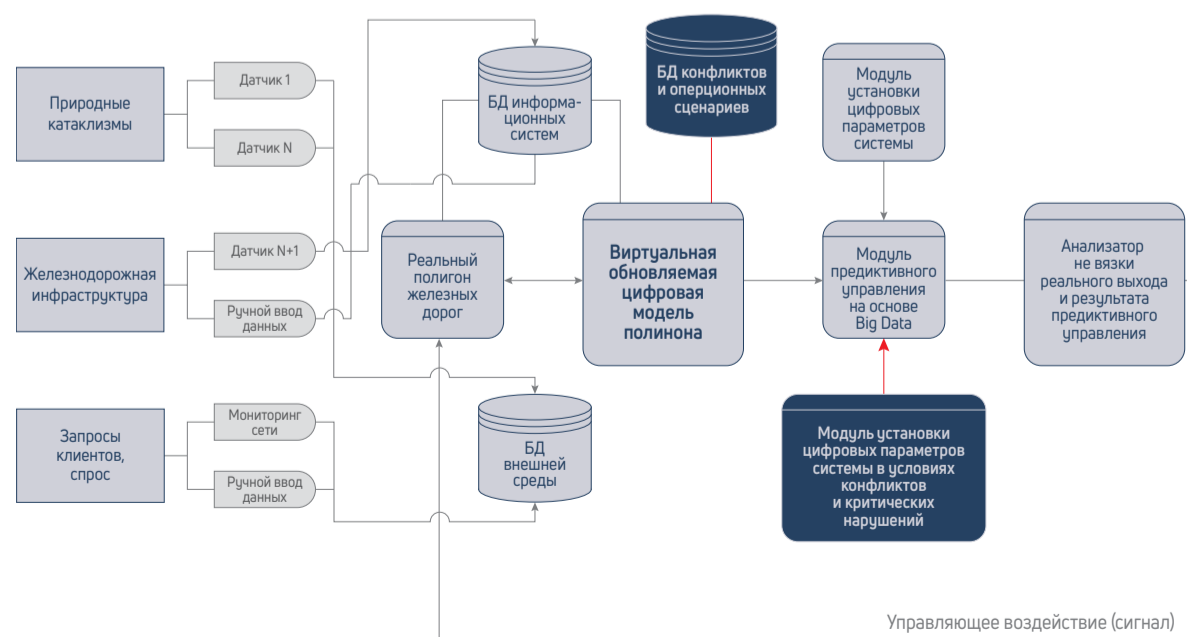 Природные
катаклизмы
Датчик 1
Датчик N
БД информа-
ционных
систем
БД конфликтов
и оперционных
сценариев
Модуль
установки
цифровых
параметров
системы
Железнодорожная
инфраструктура
Датчик N+1
Ручной ввод
данных
Реальный
полигон
железных
дорог
Виртуальная
обновляемая
цифровая
модель
полинона
Модуль
предиктивного
управления
на основе
Big Data
Анализатор
не вязки
реального выхода
и результата
предиктивного
управления
Запросы
клиентов,
спрос
Мониторинг
сети
Ручной ввод
данных
БД
внешней
среды
Модуль установки
цифровых параметров
системы в условиях
конфликтов
и критических
нарушений
Управляющее воздействие (сигнал)